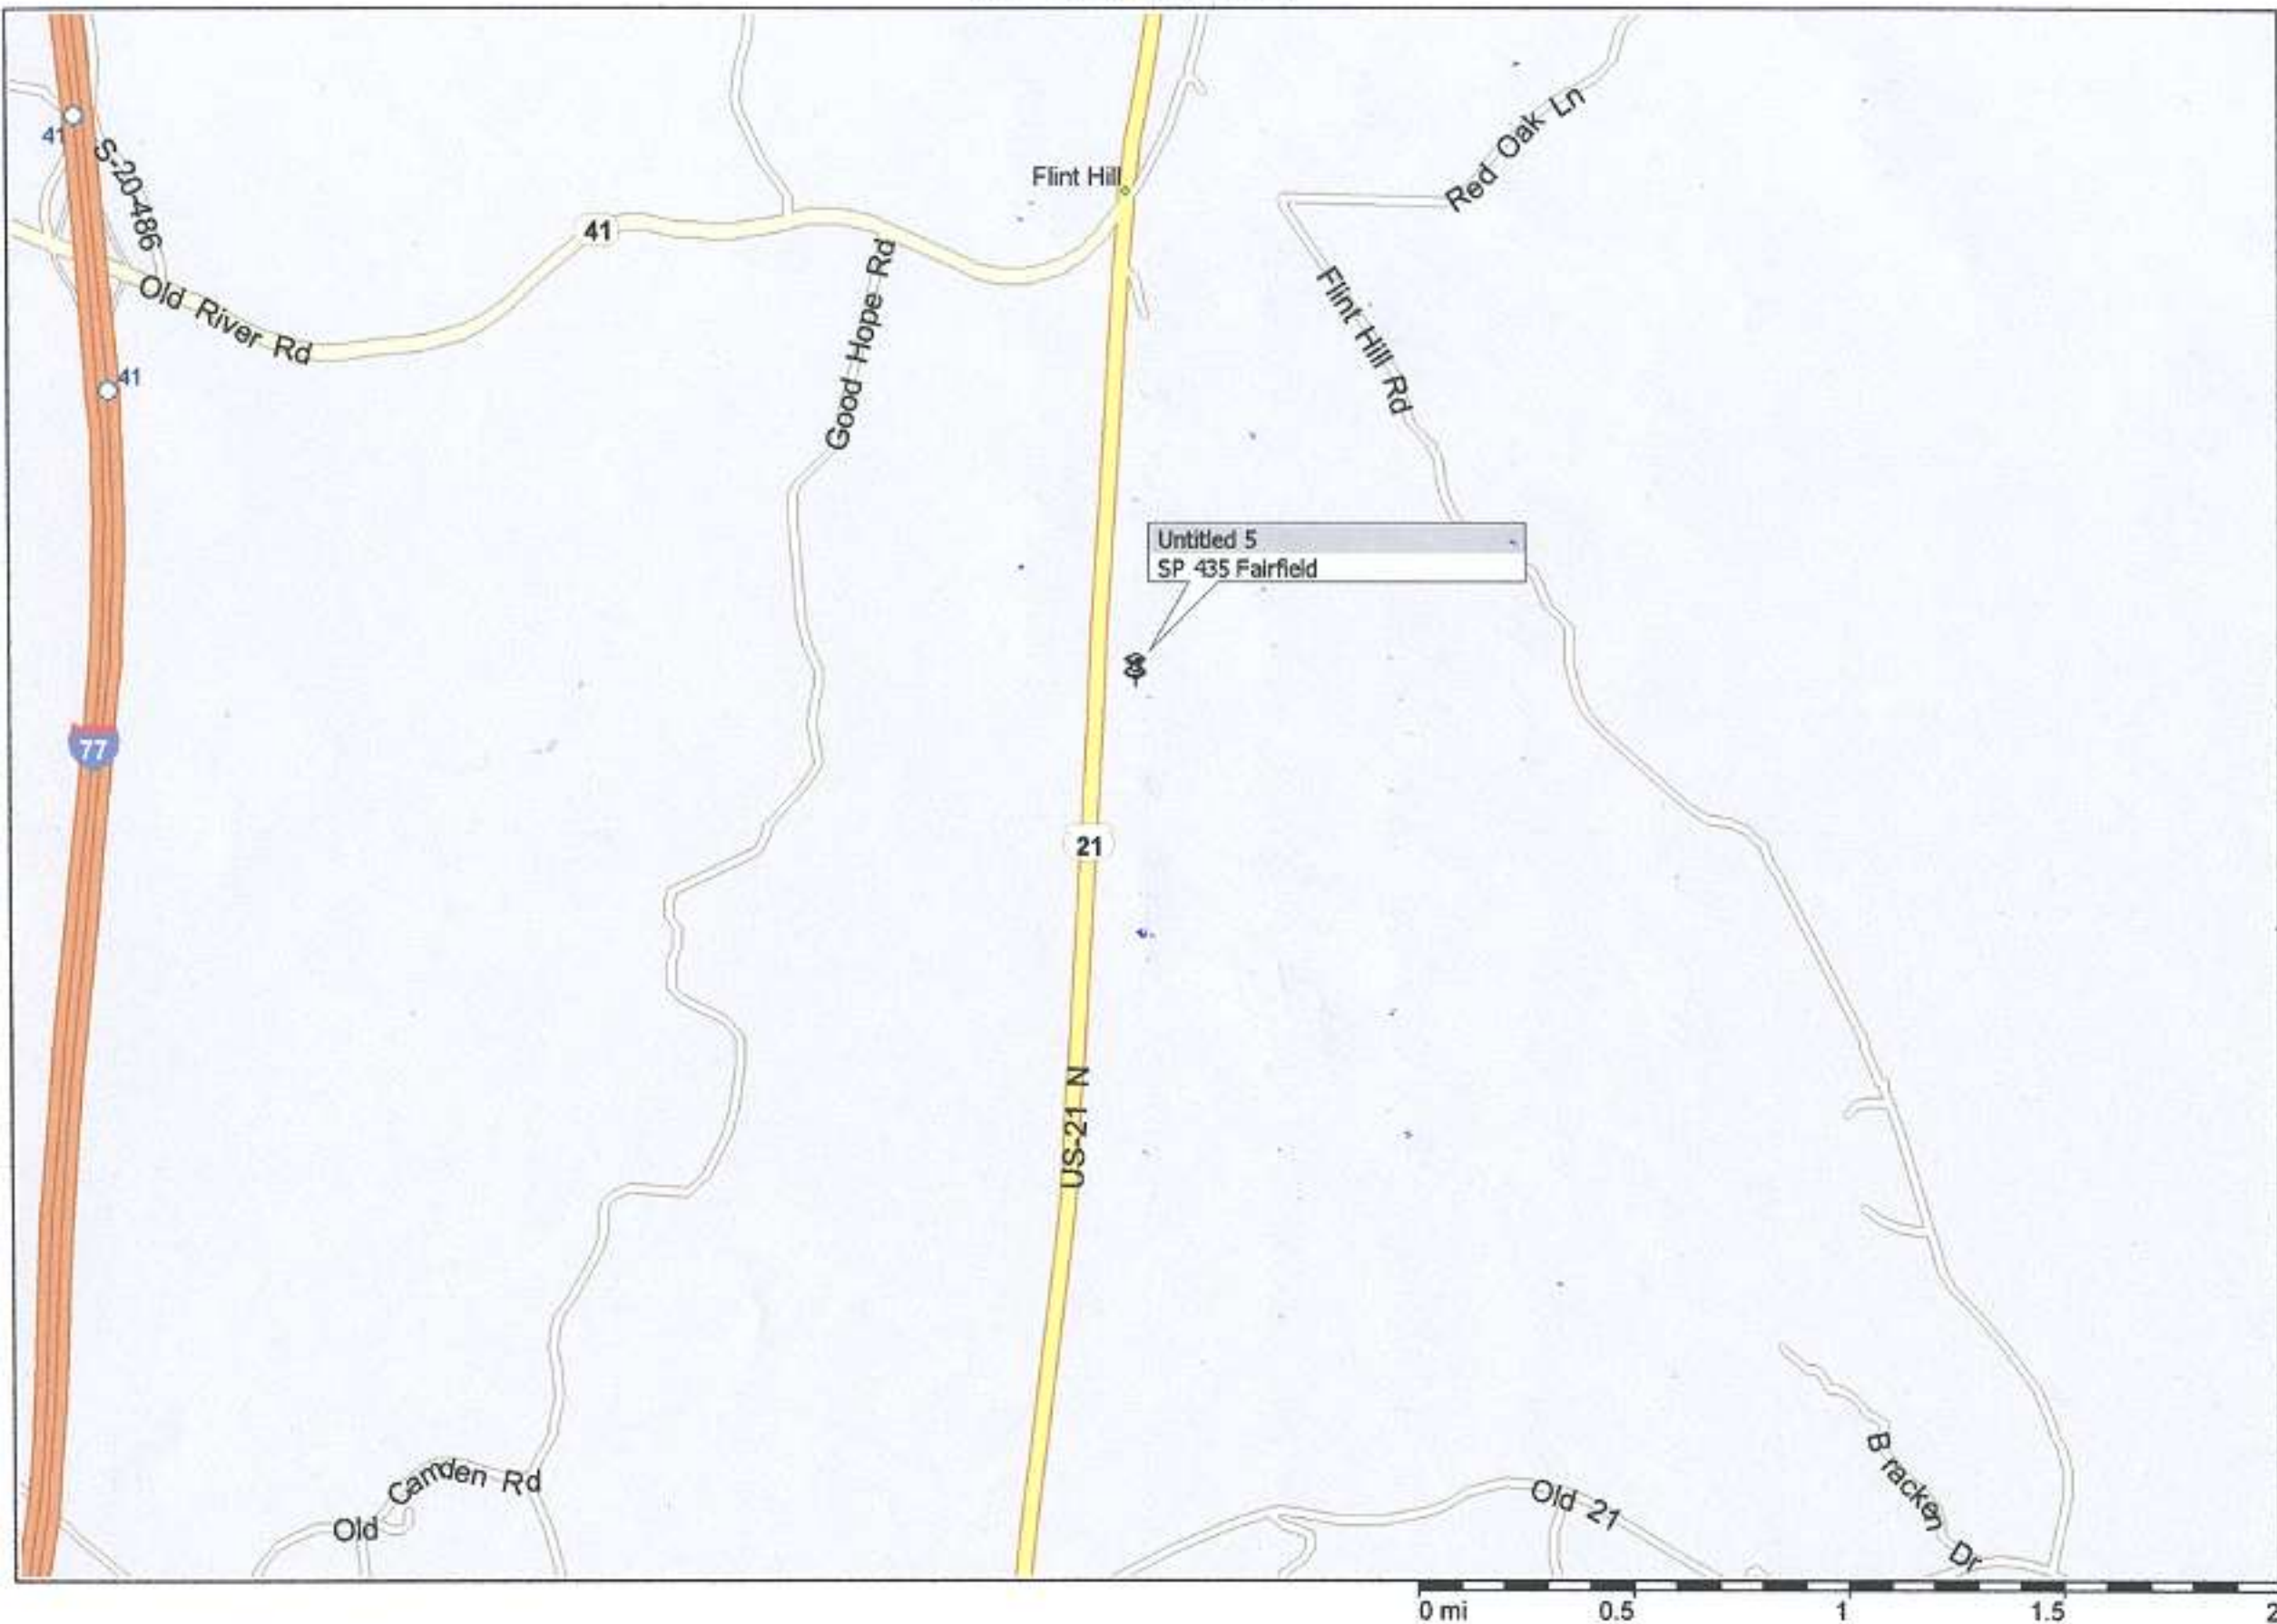 41
S-20-486
Old River Rd
41
41
Good Hope Rd
Flint Hill
Red Oak Ln
Flint Hill Rd
Untitled 5
SP 435 Fairfield
77
21
US-21 N
Old Camden Rd
Old 21
Bracken Dr
0 mi 0.5 1 1.5 2